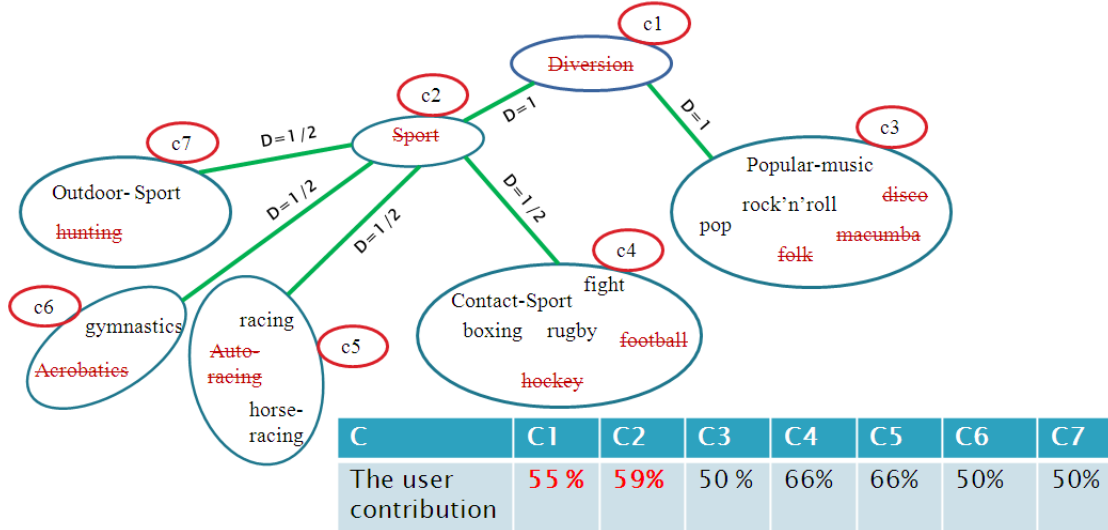 c1
Diversion
c2
D=1
D=1
Sport
c3
c7
D=1/2
Popular-music
Outdoor- Sport
D=1/2
D=1/2
D=1/2
disco
rock'n'roll
pop
macumba
hunting
folk
c4
fight
c6
Contact-Sport
gymnastics
racing
boxing rugby
football
c5
Auto-
racing
Acrobatics
hockey
horse-
racing
C C1 C2 C3 C4 C5 C6 C7
The user 55 % 59% 50 % 66% 66% 50% 50%
contribution